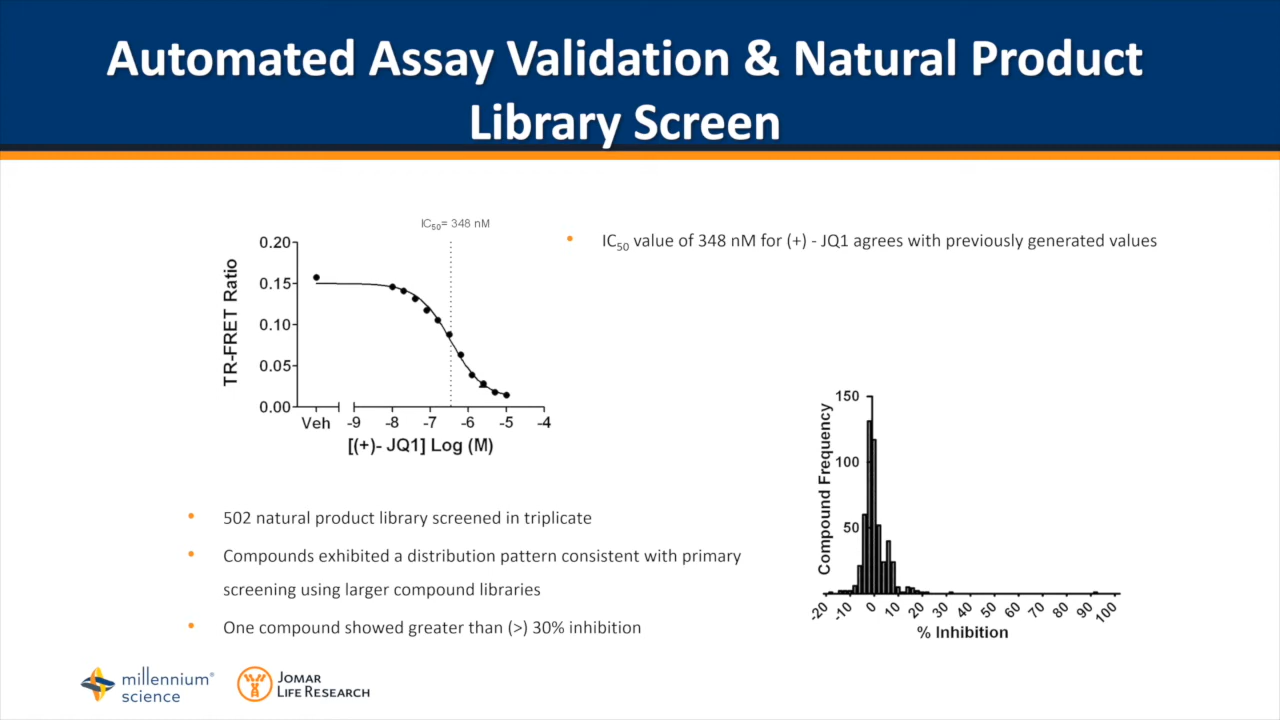 Automated Assay Validation & Natural Product
Library Screen
IC50= 348 nM
0.20
0.15
0.10
0.05
0.00
TR-FRET Ratio
Veh -9 -8 -7 -6 -5 -4
[(+)- JQ1] Log (M)
• IC50 value of 348 nM for (+) - JQ1 agrees with previously generated values
150
100
50
Compound Frequency
-20 -10 0 10 20 30 40 50 60 70 80 90 100
% Inhibition
• 502 natural product library screened in triplicate
• Compounds exhibited a distribution pattern consistent with primary
screening using larger compound libraries
• One compound showed greater than (>) 30% inhibition
millennium®
science
JOMAR
LIFE RESEARCH